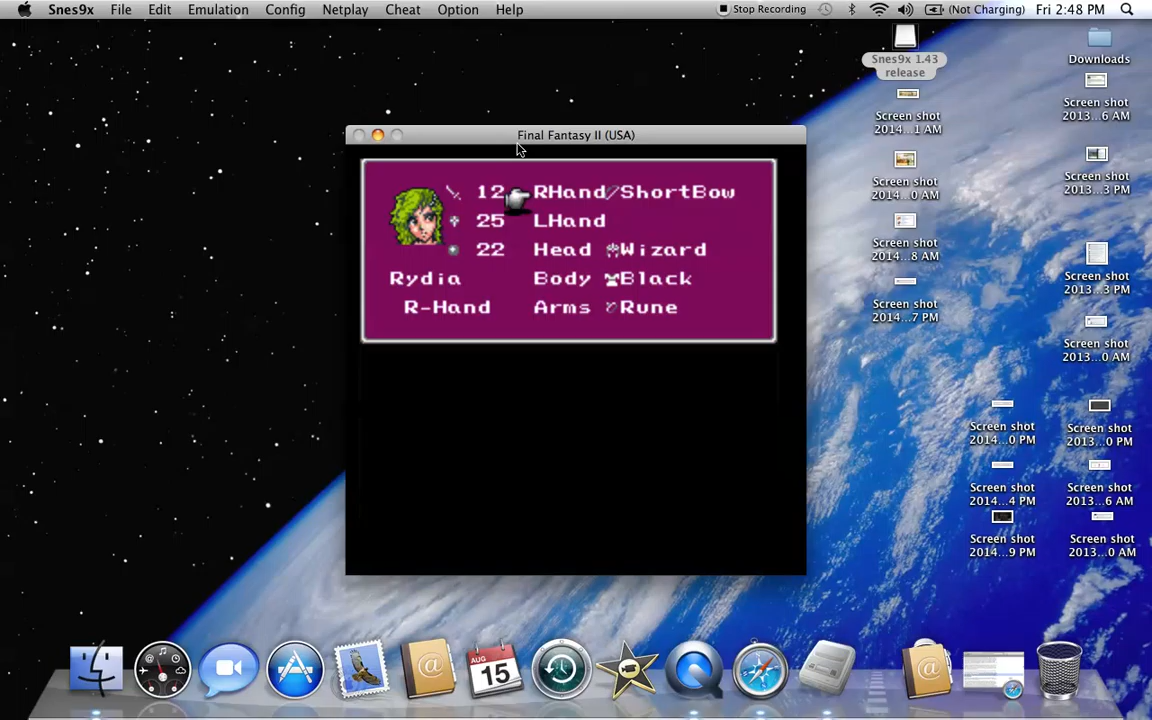 Snes9x File Edit Emulation Config Netplay Cheat Option Help Stop Recording (Not Charging) Fri 2:48 PM
Snes9x 1.43
release
Downloads
Screen shot
2014...1 AM
Screen shot
2013...6 AM
Screen shot
2014...0 AM
Screen shot
2013...3 PM
Screen shot
2014...8 AM
Screen shot
2013...3 PM
Screen shot
2014...7 PM
Screen shot
2013...0 AM
Screen shot
2014...0 PM
Screen shot
2013...0 PM
Screen shot
2014...4 PM
Screen shot
2013...6 AM
Screen shot
2014...9 PM
Screen shot
2013...0 AM
Final Fantasy II (USA)
12 RHand ShortBow
25 LHand
22 Head Wizard
Rydia Body Black
R-Hand Arms Rune
AUG
15